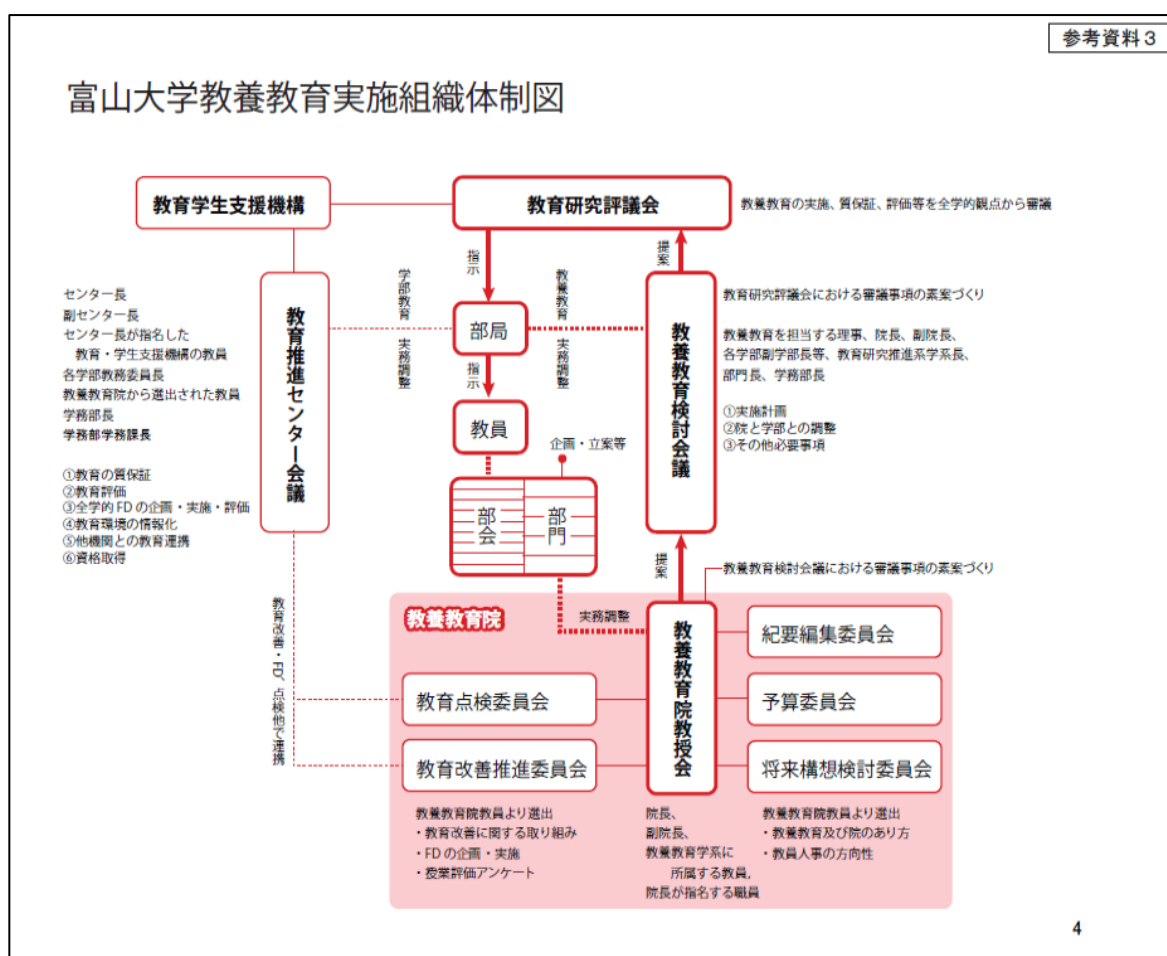 参考資料3
富山大学教養教育実施組織体制図
教育学生支援機構
教育研究評議会
教養教育の実施、質保証、評価等を全学的観点から審議
指示
提案
センター長
副センター長
センター長が指名した
教育・学生支援機構の教員
各学部教務委員長
教養教育院から選出された教員
学務部長
学務部学務課長
①教育の質保証
②教育評価
③全学的FDの企画・実施・評価
④教育環境の情報化
⑤他機関との教育連携
⑥資格取得
教育推進センター会議
学部教育
実務調整
部局
教養教育
実務調整
指示
教員
企画・立案等
部会
部門
教養教育検討会議
教育研究評議会における審議事項の素案づくり
教養教育を担当する理事、院長、副院長、
各学部副学部長等、教育研究推進系学系長、
部門長、学務部長
①実施計画
②院と学部との調整
③その他必要事項
提案
教養教育検討会議における審議事項の素案づくり
教育改善・FD、点検他で連携
教養教育院
実務調整
教養教育院教授会
紀要編集委員会
教育点検委員会
予算委員会
教育改善推進委員会
将来構想検討委員会
教養教育院教員より選出
・教育改善に関する取り組み
・FDの企画・実施
・授業評価アンケート
院長、
副院長、
教養教育学系に
所属する教員,
院長が指名する職員
教養教育院教員より選出
・教養教育及び院のあり方
・教員人事の方向性
4